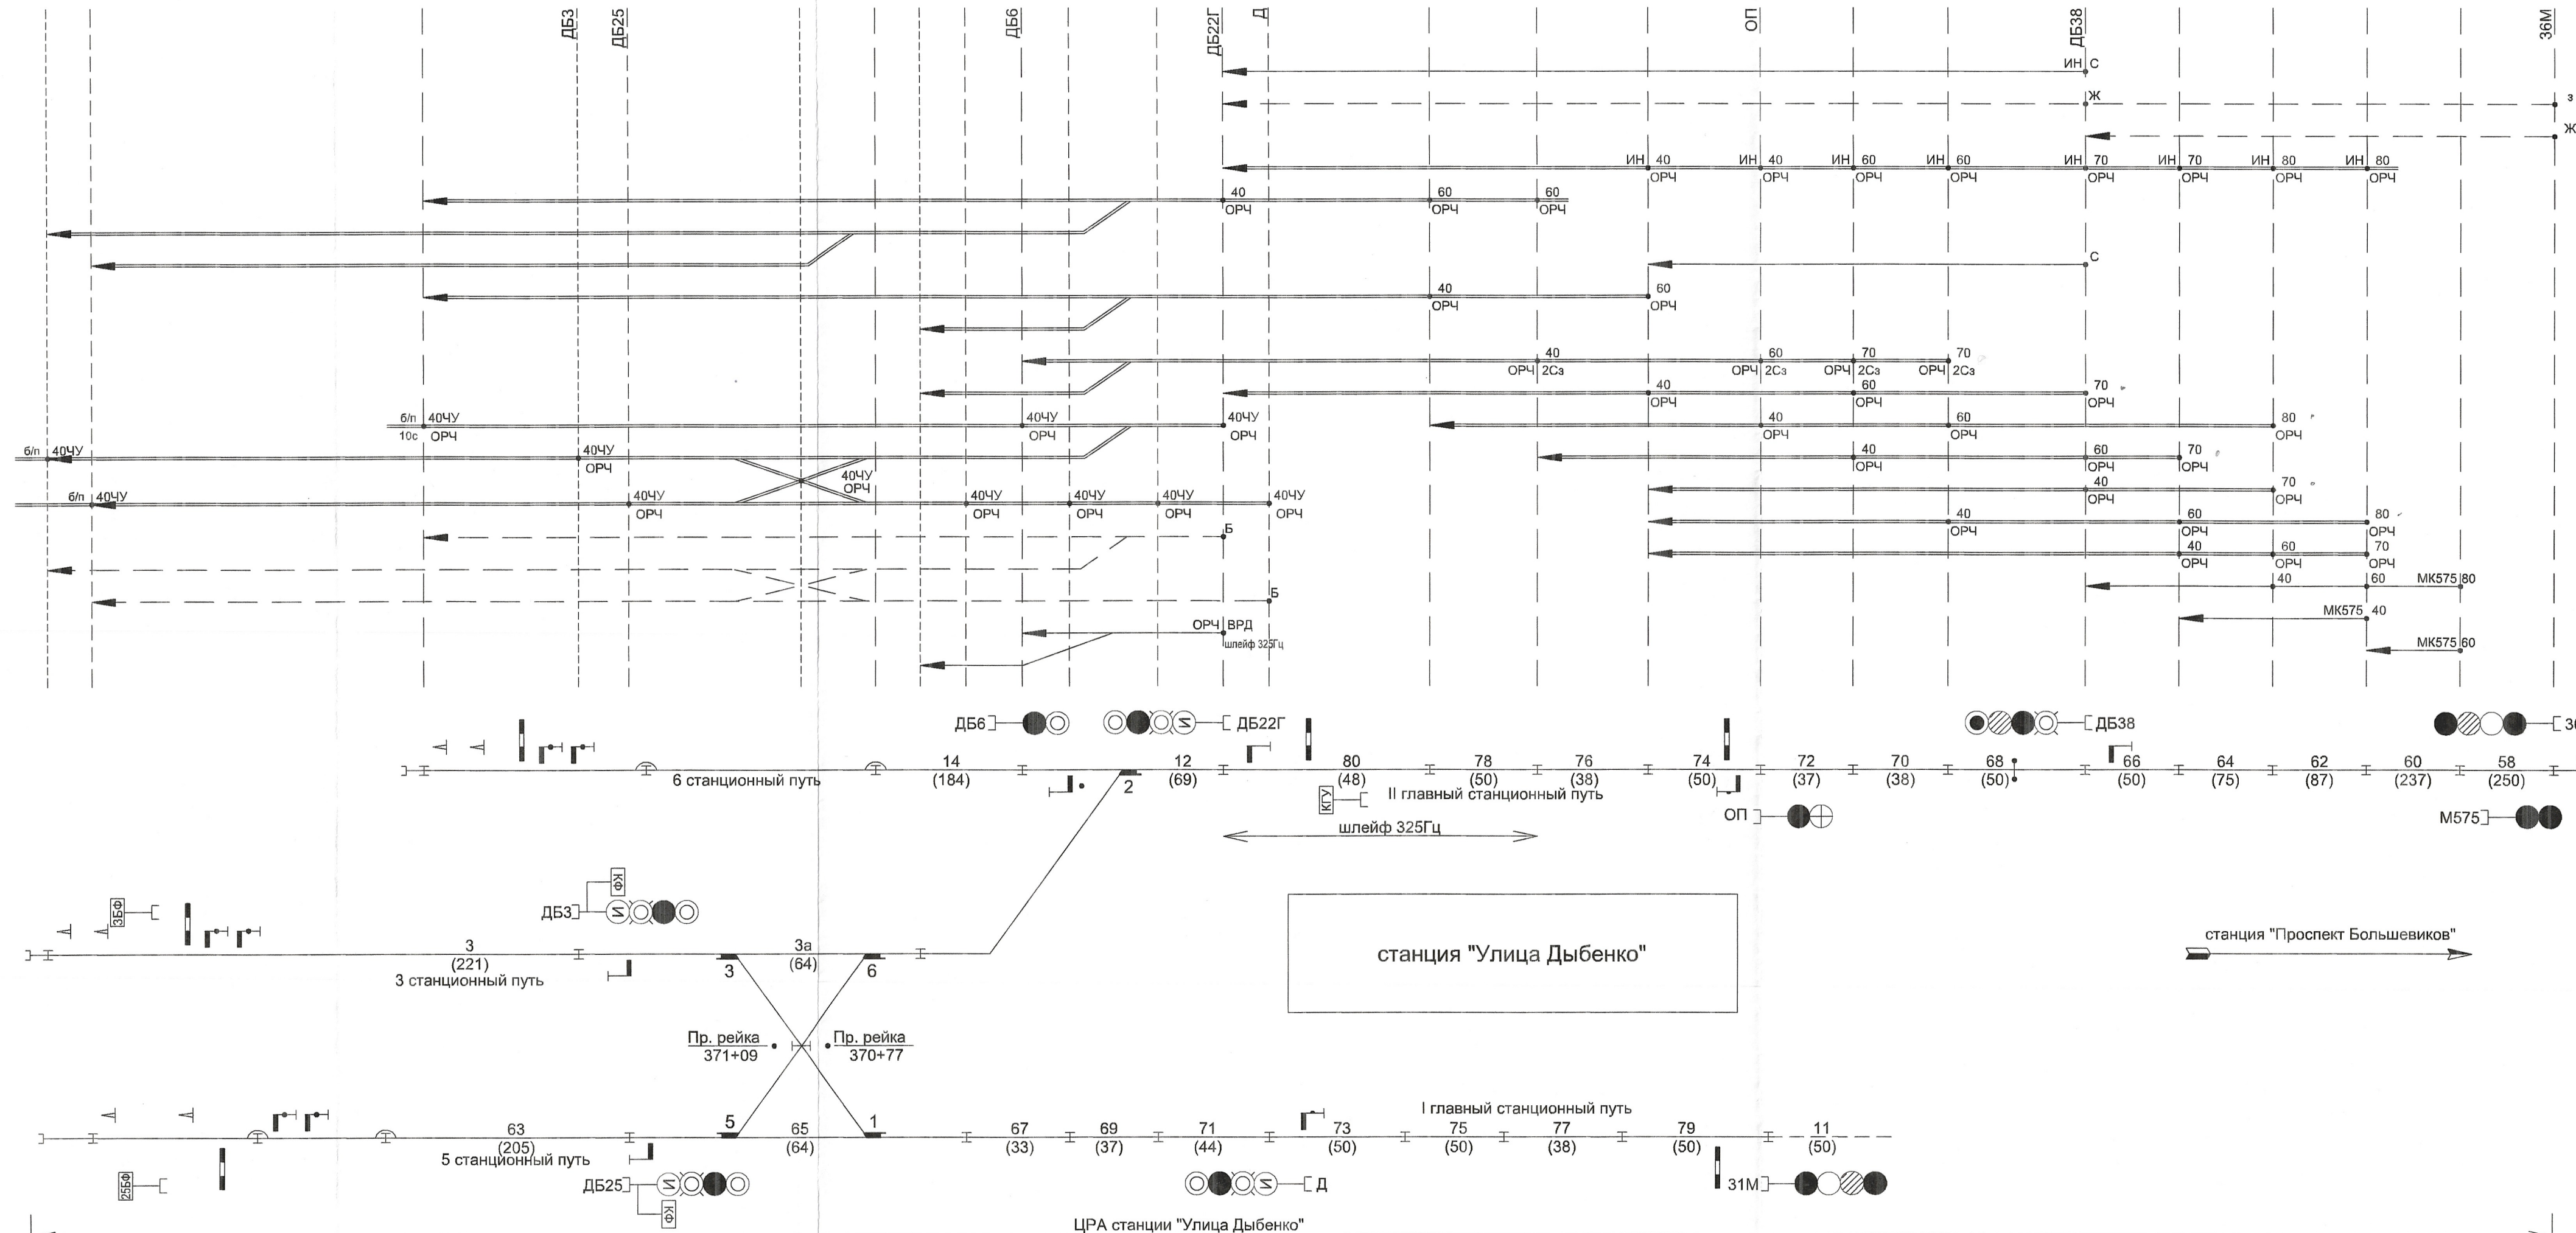 ДБ3 ДБ25 ДБ6 ДБ22Г Д ОП ДБ38 36М
ИН С
Ж з
Ж
ИН 40 ИН 40 ИН 60 ИН 60 ИН 70 ИН 70 ИН 80 ИН 80
ОРЧ ОРЧ ОРЧ ОРЧ ОРЧ ОРЧ ОРЧ ОРЧ
40 60 60
ОРЧ ОРЧ ОРЧ
С
40 60
ОРЧ ОРЧ
40 60 70 70
ОРЧ 2Сз ОРЧ 2Сз ОРЧ 2Сз ОРЧ 2Сз
40 60 70
ОРЧ ОРЧ ОРЧ
б/п 40ЧУ 40ЧУ 40ЧУ 40 60 80
10с ОРЧ ОРЧ ОРЧ ОРЧ ОРЧ ОРЧ
б/п 40ЧУ 40ЧУ 40 60 70
ОРЧ ОРЧ ОРЧ ОРЧ
40ЧУ
ОРЧ
40 70
ОРЧ ОРЧ
б/п 40ЧУ 40ЧУ 40ЧУ 40ЧУ 40ЧУ 40ЧУ
ОРЧ ОРЧ ОРЧ ОРЧ ОРЧ
40 60 80
ОРЧ ОРЧ ОРЧ
Б
40 60 70
ОРЧ ОРЧ ОРЧ
40 60 МК575 80
Б
МК575 40
ОРЧ ВРД
шлейф 325Гц
МК575 60
ДБ6 И ДБ22Г ДБ38 36
14 12 80 78 76 74 72 70 68 66 64 62 60 58
(184) (69) (48) (50) (38) (50) (37) (38) (50) (50) (75) (87) (237) (250)
6 станционный путь
2
КГУ II главный станционный путь
ОП М575
шлейф 325Гц
КФ
3БФ ДБ3 И
станция "Проспект Большевиков"
3 3а
(221) (64)
3 6
3 станционный путь
станция "Улица Дыбенко"
Пр. рейка Пр. рейка
371+09 370+77
I главный станционный путь
5 1
63 65 67 69 71 73 75 77 79 11
(205) (64) (33) (37) (44) (50) (50) (38) (50) (50)
5 станционный путь
25БФ ДБ25 И И Д 31М
КФ
ЦРА станции "Улица Дыбенко"